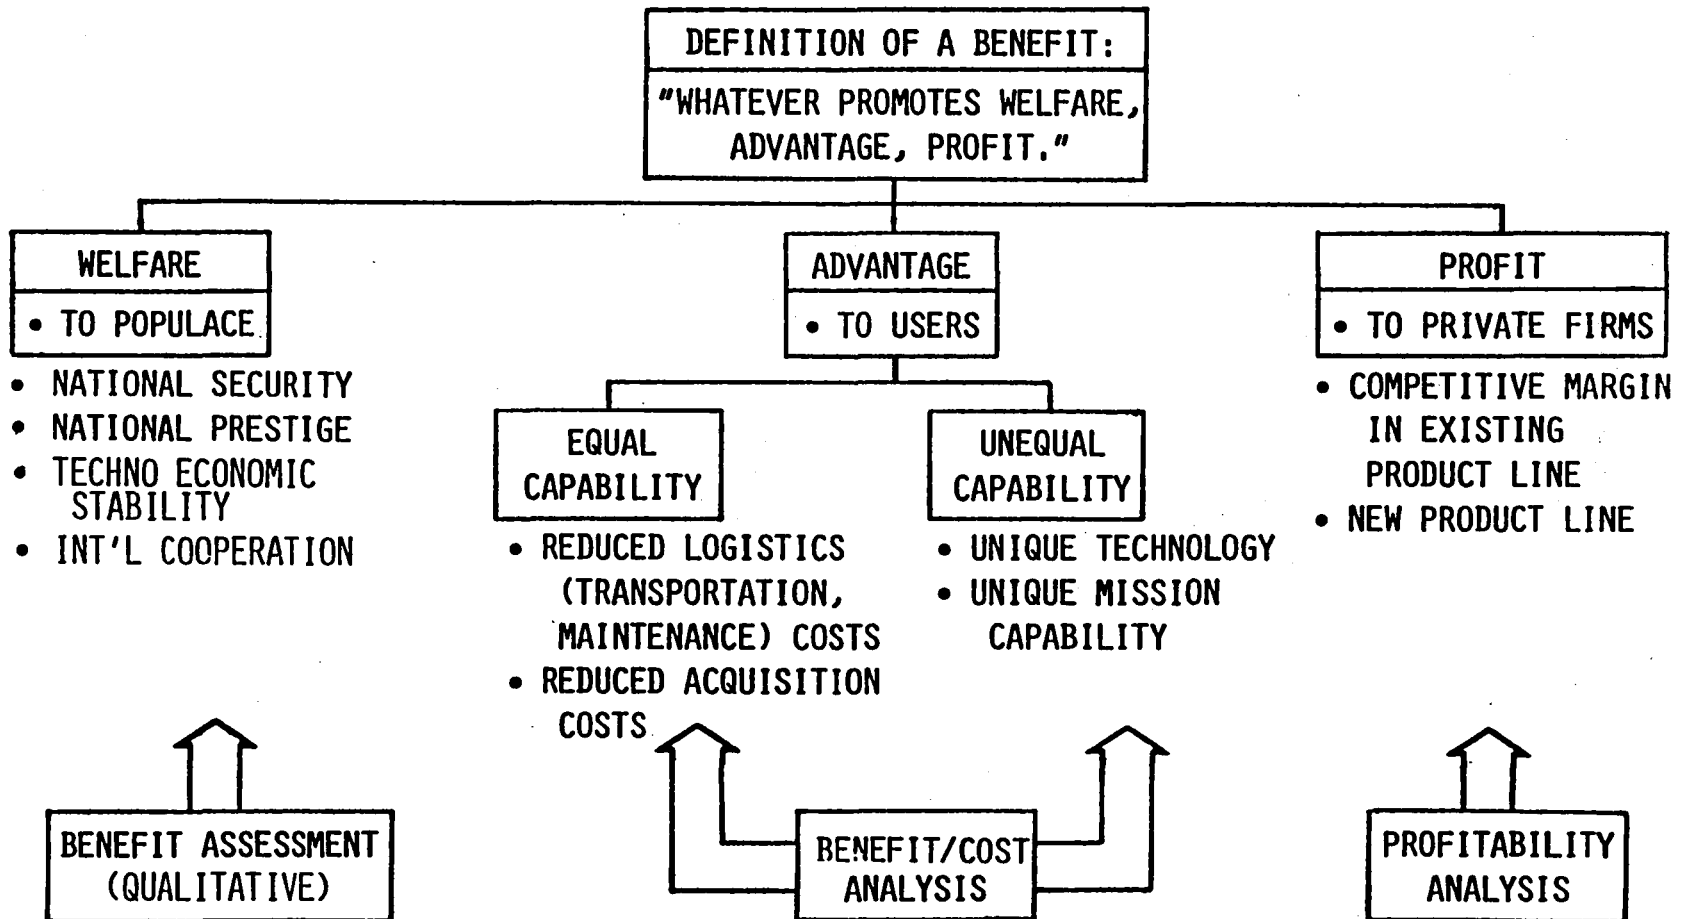 DEFINITION OF A BENEFIT:
"WHATEVER PROMOTES WELFARE,
ADVANTAGE, PROFIT."
WELFARE
• TO POPULACE
• NATIONAL SECURITY
• NATIONAL PRESTIGE
• TECHNO ECONOMIC
STABILITY
• INT'L COOPERATION
ADVANTAGE
• TO USERS
EQUAL
CAPABILITY
• REDUCED LOGISTICS
(TRANSPORTATION,
MAINTENANCE) COSTS
• REDUCED ACQUISITION
COSTS
UNEQUAL
CAPABILITY
• UNIQUE TECHNOLOGY
• UNIQUE MISSION
CAPABILITY
PROFIT
• TO PRIVATE FIRMS
• COMPETITIVE MARGIN
IN EXISTING
PRODUCT LINE
• NEW PRODUCT LINE
BENEFIT ASSESSMENT
(QUALITATIVE)
BENEFIT/COST
ANALYSIS
PROFITABILITY
ANALYSIS